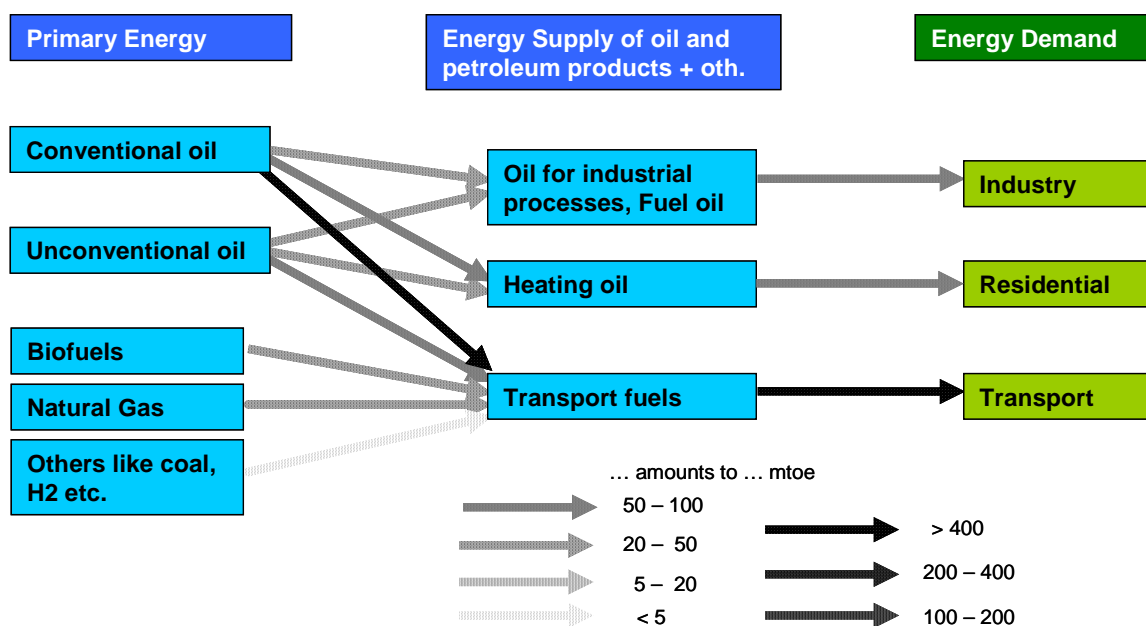 Primary Energy
Energy Supply of oil and
petroleum products + oth.
Energy Demand
Conventional oil
Oil for industrial
processes, Fuel oil
Industry
Unconventional oil
Heating oil
Residential
Biofuels
Natural Gas
Transport fuels
Transport
Others like coal,
H2 etc.
… amounts to … mtoe
50 – 100
20 – 50
5 – 20
< 5
> 400
200 – 400
100 – 200